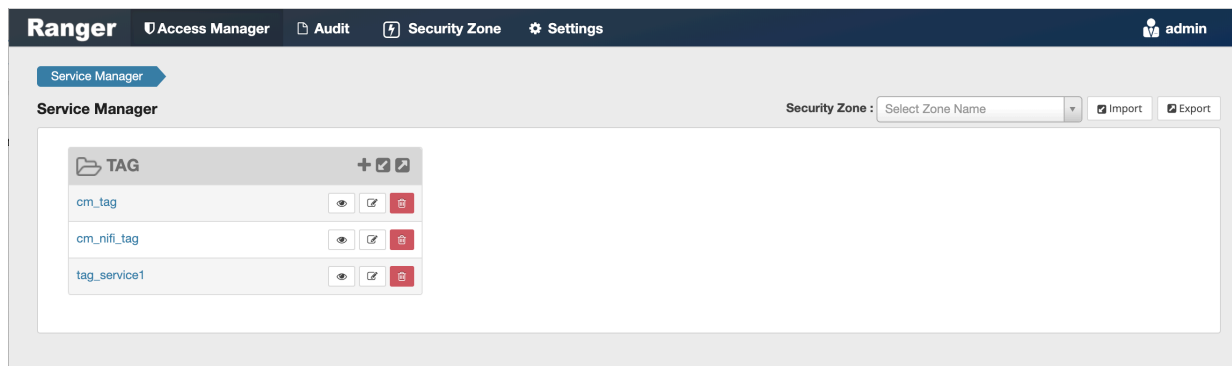 Ranger Access Manager Audit Security Zone Settings admin
Service Manager
Service Manager Security Zone : Select Zone Name Import Export
TAG
cm_tag
cm_nifi_tag
tag_service1